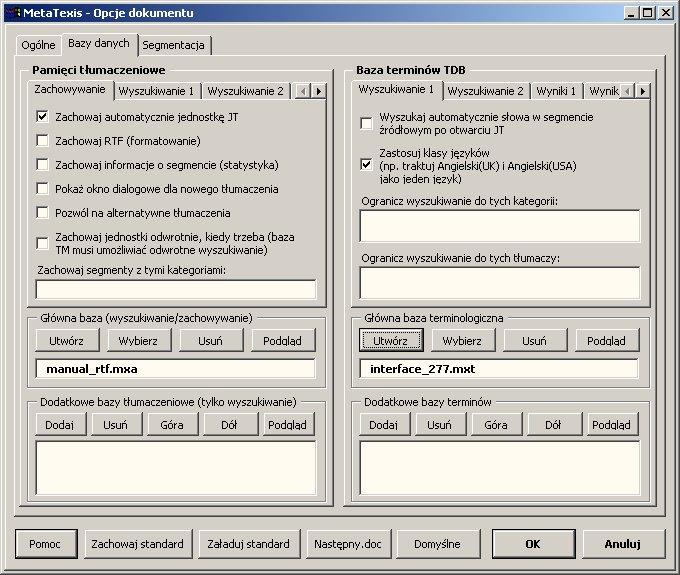 MetaTexis - Opcje dokumentu
Ogólne
Bazy danych
Segmentacja
Pamięci tłumaczeniowe
Zachowywanie
Wyszukiwanie 1
Wyszukiwanie 2
Zachowaj automatycznie jednostkę JT
Zachowaj RTF (formatowanie)
Zachowaj informacje o segmencie (statystyka)
Pokaż okno dialogowe dla nowego tłumaczenia
Pozwól na alternatywne tłumaczenia
Zachowaj jednostki odwrotnie, kiedy trzeba (baza
TM musi umożliwiać odwrotne wyszukiwanie)
Zachowaj segmenty z tymi kategoriami:
Główna baza (wyszukiwanie/zachowywanie)
Utwórz
Wybierz
Usuń
Podgląd
manual_rtf.mxa
Dodatkowe bazy tłumaczeniowe (tylko wyszukiwanie)
Dodaj
Usuń
Góra
Dół
Podgląd
Baza terminów TDB
Wyszukiwanie 1
Wyszukiwanie 2
Wyniki 1
Wynik
Wyszukaj automatycznie słowa w segmencie
źródłowym po otwarciu JT
Zastosuj klasy języków
(np. traktuj Angielski(UK) i Angielski(USA)
jako jeden język)
Ogranicz wyszukiwanie do tych kategorii:
Ogranicz wyszukiwanie do tych tłumaczy:
Główna baza terminologiczna
Utwórz
Wybierz
Usuń
Podgląd
interface_277.mxt
Dodatkowe bazy terminów
Dodaj
Usuń
Góra
Dół
Podgląd
Pomoc
Zachowaj standard
Załaduj standard
Następny.doc
Domyślne
OK
Anuluj